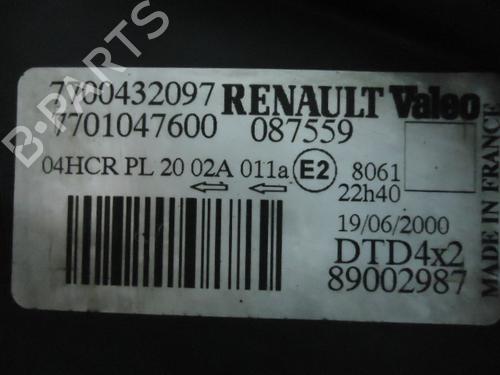 7700432097 RENAULT Valeo
7701047600 087559
04HCR PL 20 02A 011a E2 8061
22h40
19/06/2000
DTD4x2
89002987
MADE IN FRANCE
B-PARTS